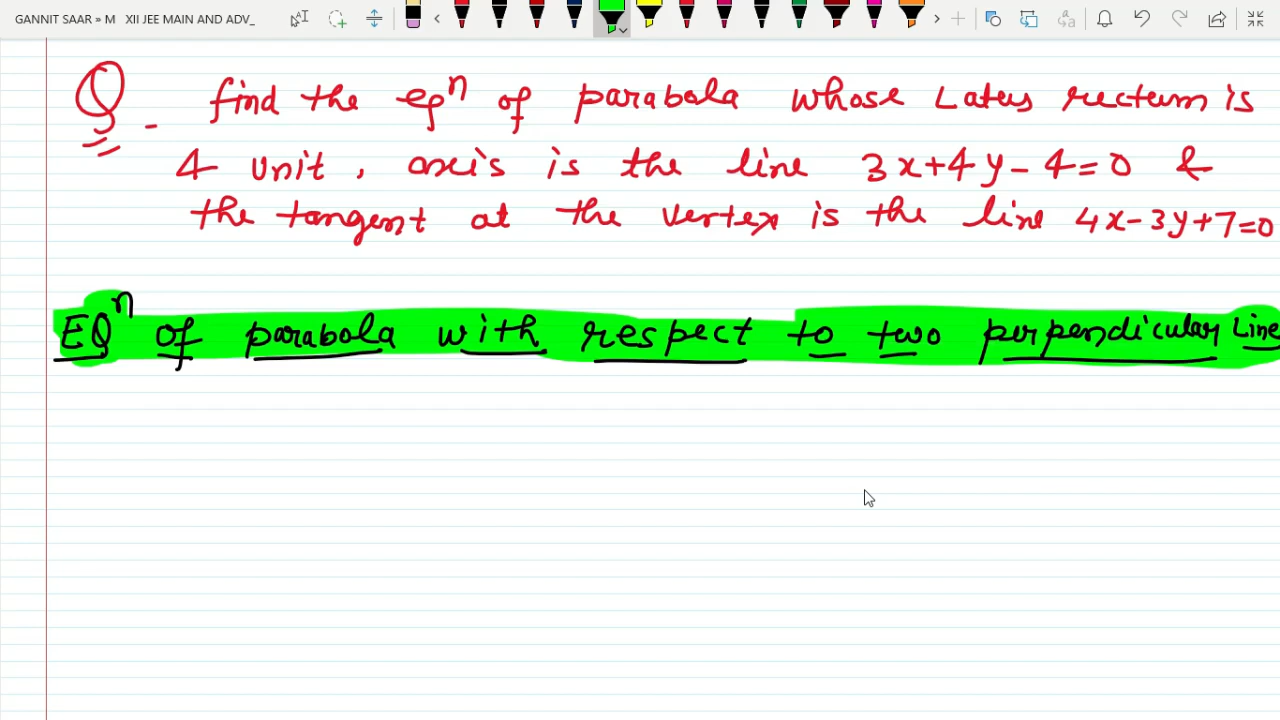 GANNIT SAAR » M XII JEE MAIN AND ADV_
Q - find the eqⁿ of parabola whose Latus rectum is
4 unit, axis is the line 3x+4y-4=0 &
the tangent at the vertex is the line 4x-3y+7=0
EQⁿ of parabola with respect to two perpendicular Line